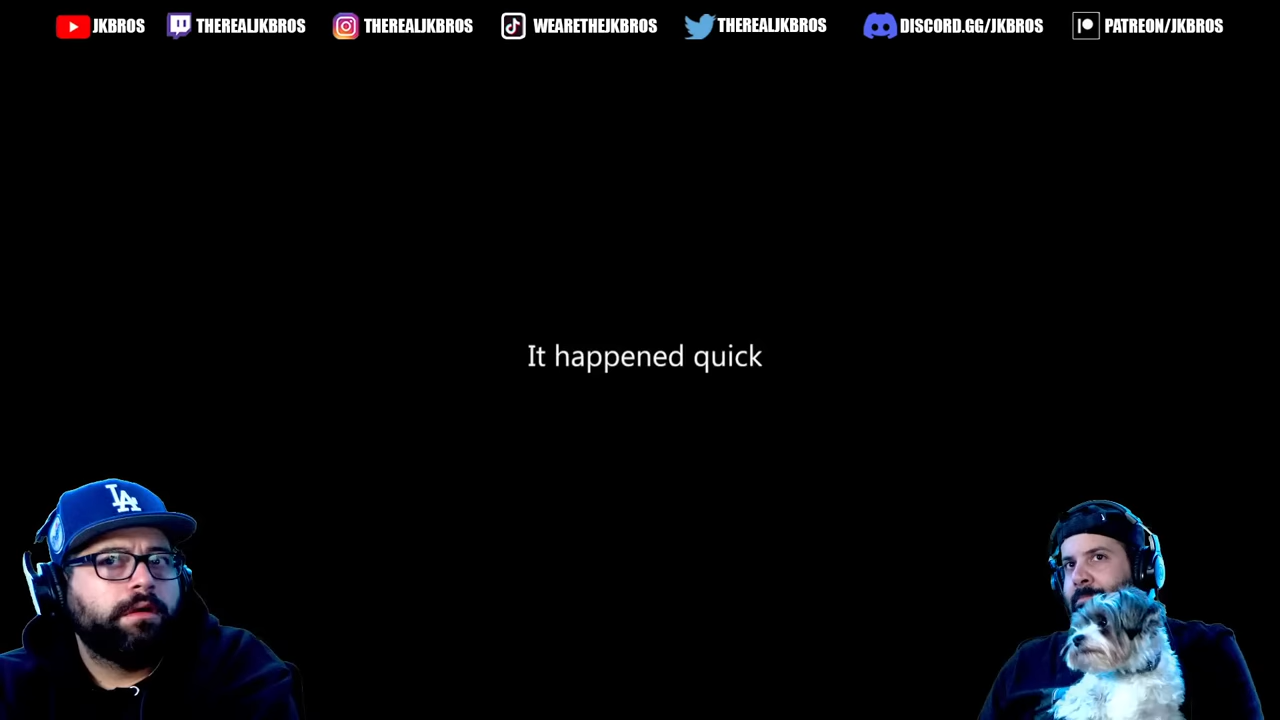 JKBROS THEREALJKBROS THEREALJKBROS WEARETHEJKBROS THEREALJKBROS DISCORD.GG/JKBROS PATREON/JKBROS
It happened quick
LA